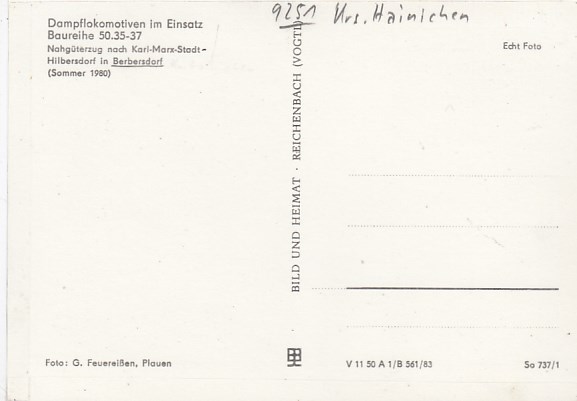 9251 Krs. Hainichen
Dampflokomotiven im Einsatz
Baureihe 50.35-37
Nahgüterzug nach Karl-Marx-Stadt-
Hilbersdorf in Berbersdorf
(Sommer 1980)
Echt Foto
BILD UND HEIMAT · REICHENBACH (VOGTL
Foto: G. Feuereißen, Plauen
V 11 50 A 1/B 561/83
So 737/1